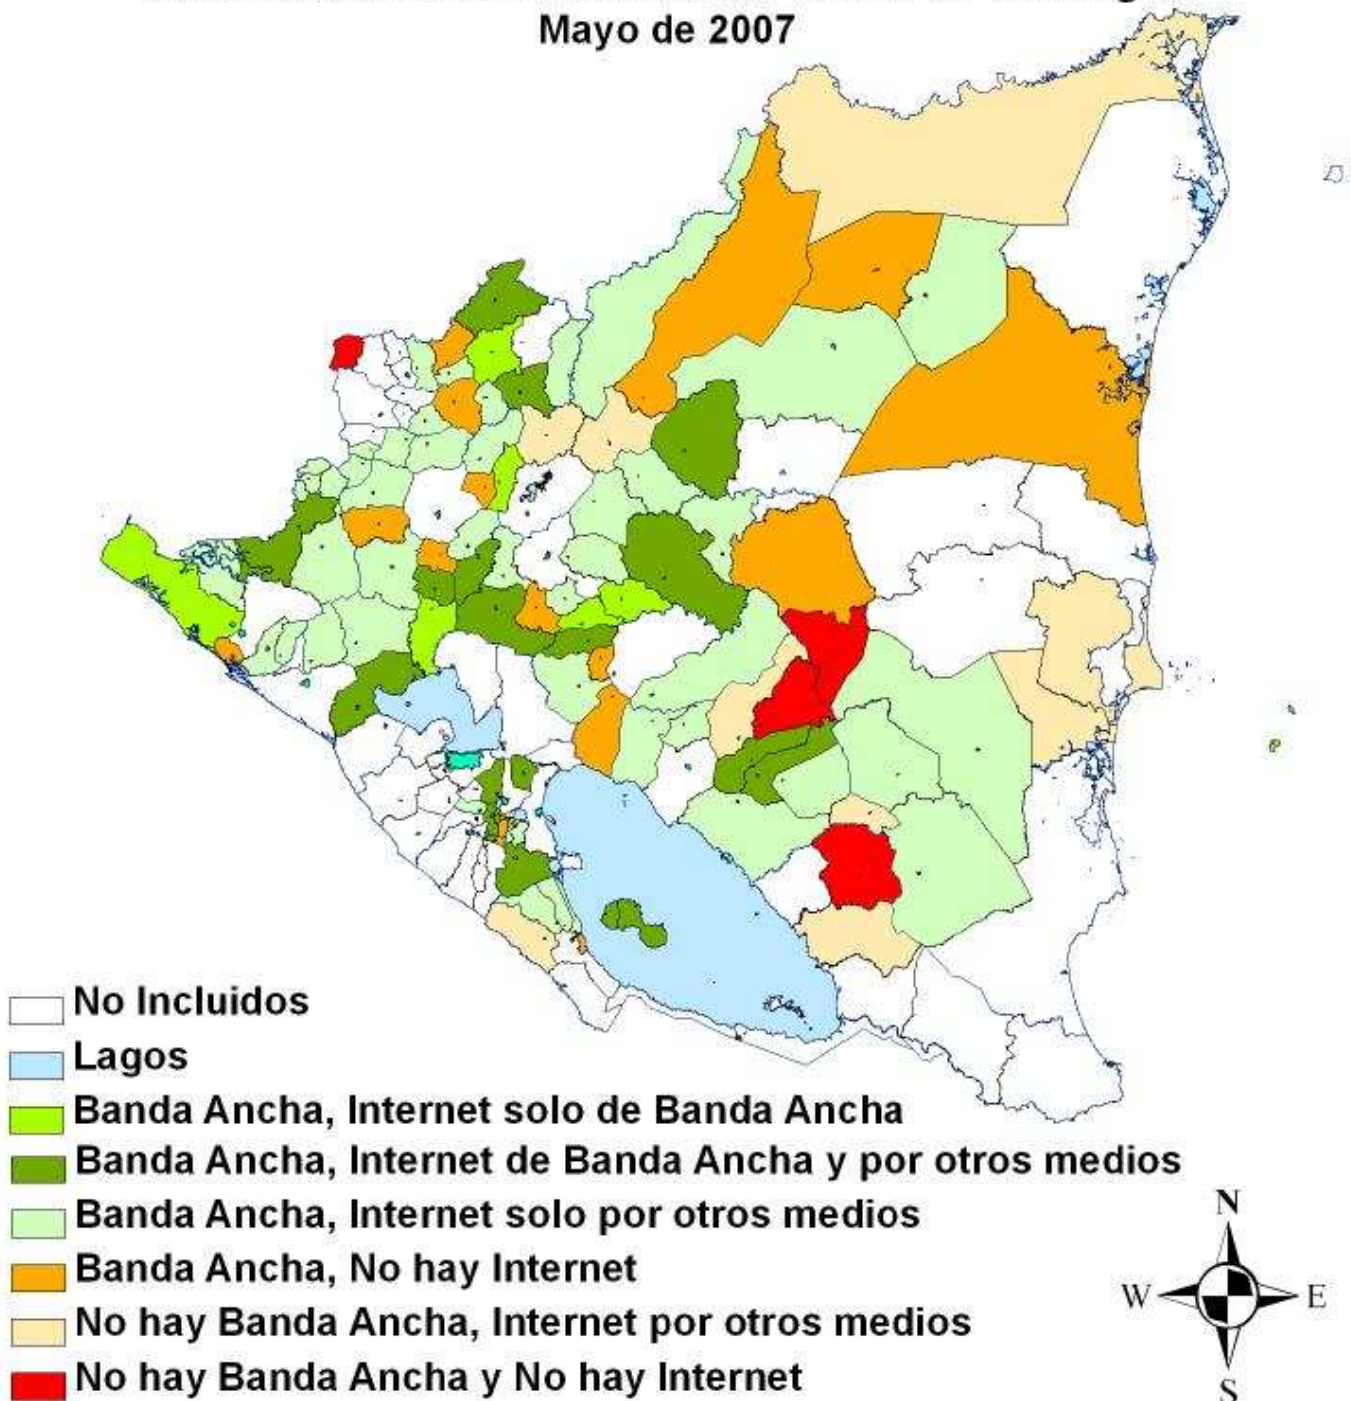 Mayo de 2007
No Incluidos
Lagos
Banda Ancha, Internet solo de Banda Ancha
Banda Ancha, Internet de Banda Ancha y por otros medios
Banda Ancha, Internet solo por otros medios
Banda Ancha, No hay Internet
No hay Banda Ancha, Internet por otros medios
No hay Banda Ancha y No hay Internet
N
W E
S